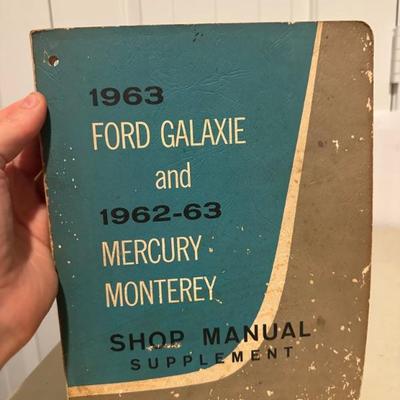 1963
FORD GALAXIE
and
1962-63
MERCURY
MONTEREY
SHOP MANUAL
SUPPLEMENT